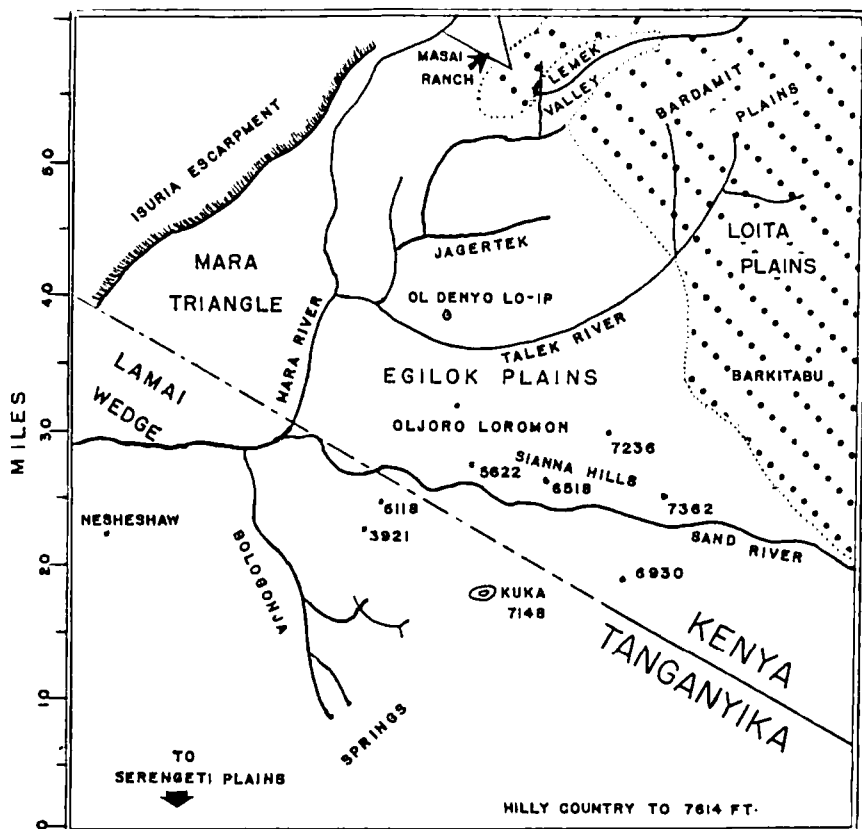 MASAI
RANCH
LEMEK
VALLEY
BARDAMIT
PLAINS
ISURIA ESCARPMENT
50
MARA
TRIANGLE
JAGERTEK
LOITA
PLAINS
40
OL DENYO LO-IP
MARA RIVER
TALEK RIVER
LAMAI
WEDGE
EGILOK PLAINS
BARKITABU
MILES
30
OLJORO LOROMON
7236
SIANNA HILLS
5622
6518
7362
6118
NESHESHAW
3921
SAND RIVER
BOLOGONJA
20
KUKA
7148
6930
KENYA
TANGANYIKA
10
SPRINGS
TO
SERENGETI PLAINS
HILLY COUNTRY TO 7614 FT.
0